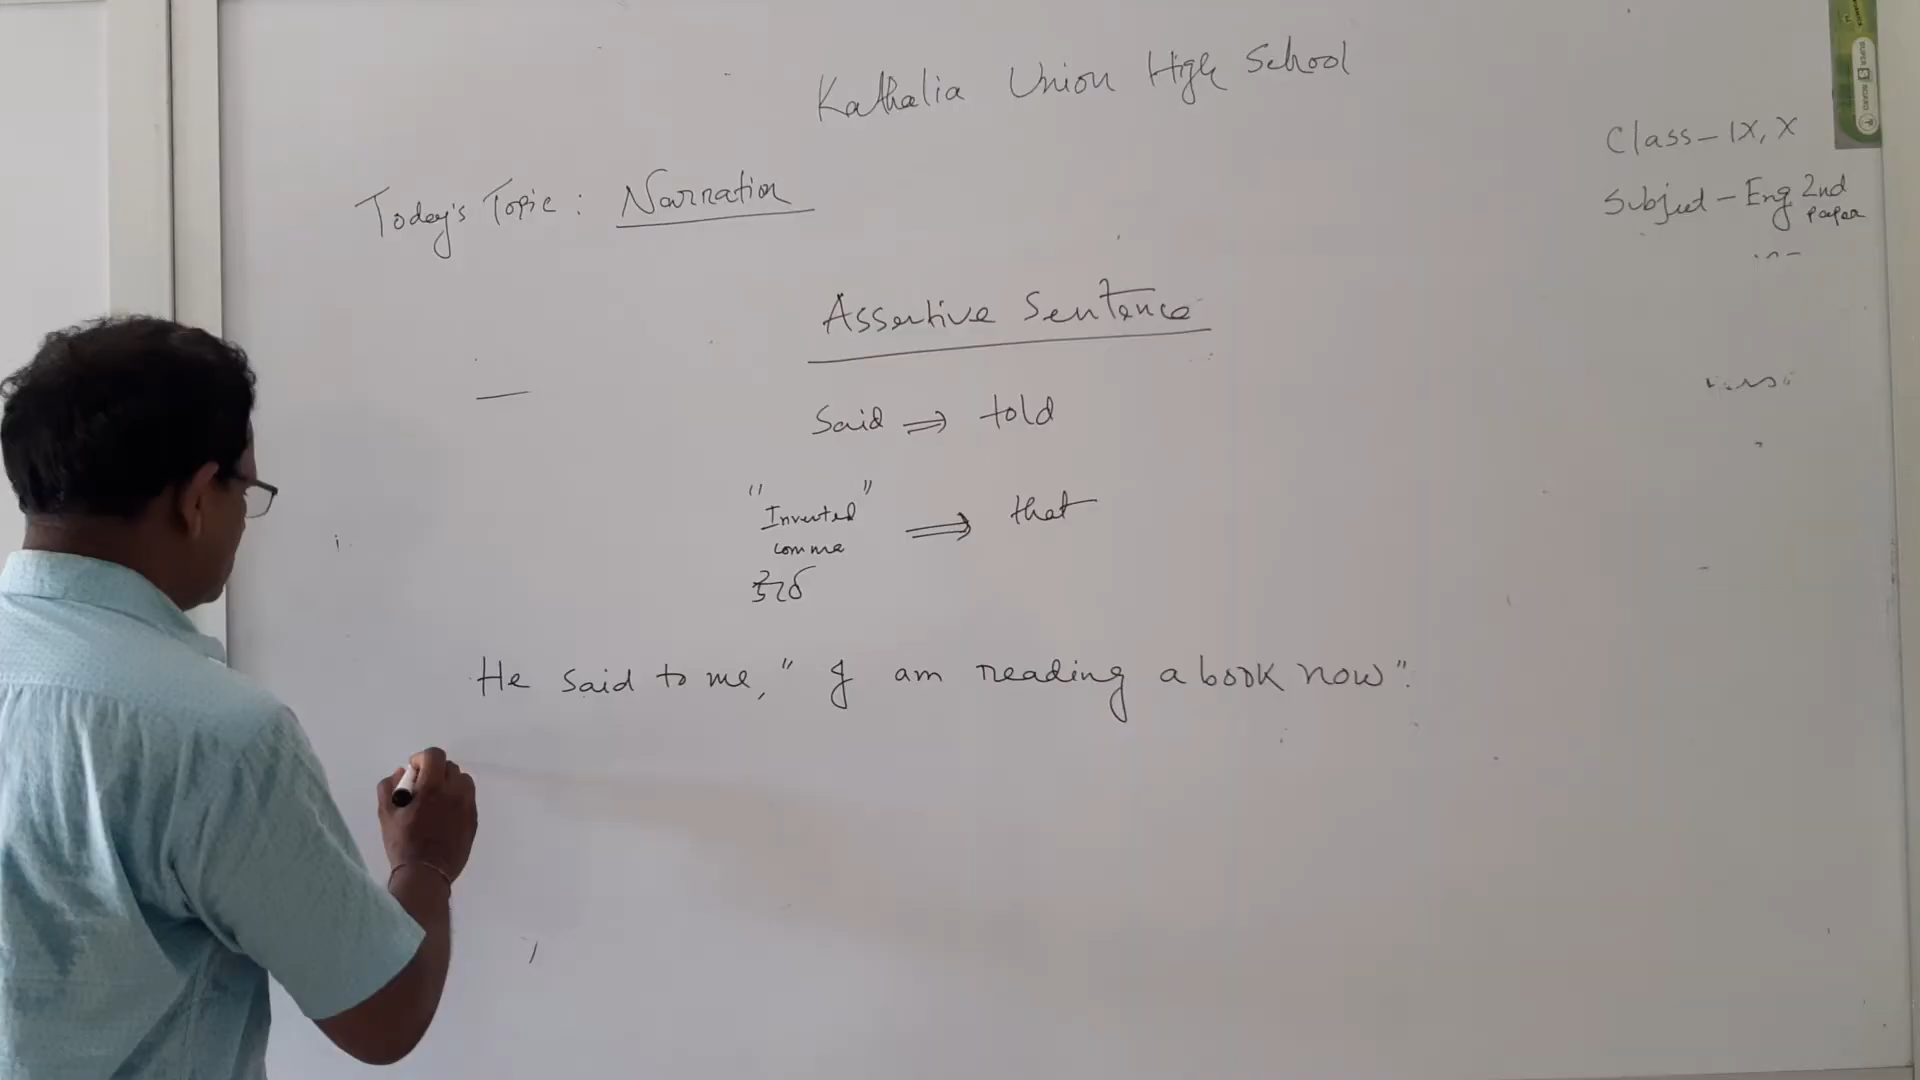 Kathalia Union High School
Class - IX, X
Subject - Eng 2nd paper
Today's Topic : Narration
Assertive Sentence
Said ⇒ told
"Inverted" comma ⇒ that
He said to me, " I am reading a book now".